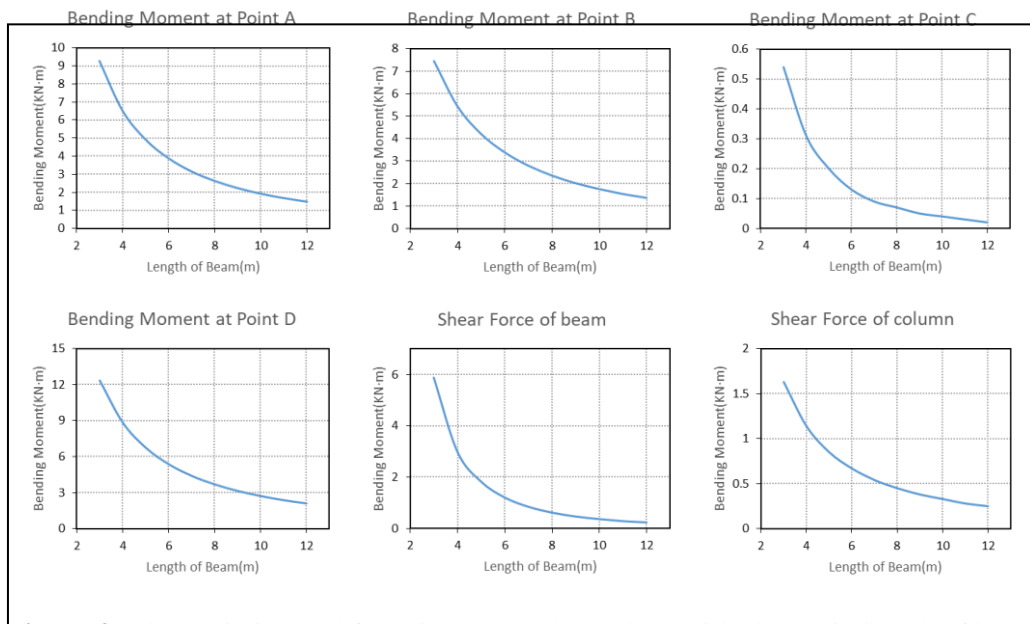 Bending Moment at Point A
Bending Moment(KN·m)
10
9
8
7
6
5
4
3
2
1
0
2 4 6 8 10 12
Length of Beam(m)
Bending Moment at Point B
Bending Moment(KN·m)
8
7
6
5
4
3
2
1
0
2 4 6 8 10 12
Length of Beam(m)
Bending Moment at Point C
Bending Moment(KN·m)
0.6
0.5
0.4
0.3
0.2
0.1
0
2 4 6 8 10 12
Length of Beam(m)
Bending Moment at Point D
Bending Moment(KN·m)
15
12
9
6
3
0
2 4 6 8 10 12
Length of Beam(m)
Shear Force of beam
Bending Moment(KN·m)
6
4
2
0
2 4 6 8 10 12
Length of Beam(m)
Shear Force of column
Bending Moment(KN·m)
2
1.5
1
0.5
0
2 4 6 8 10 12
Length of Beam(m)